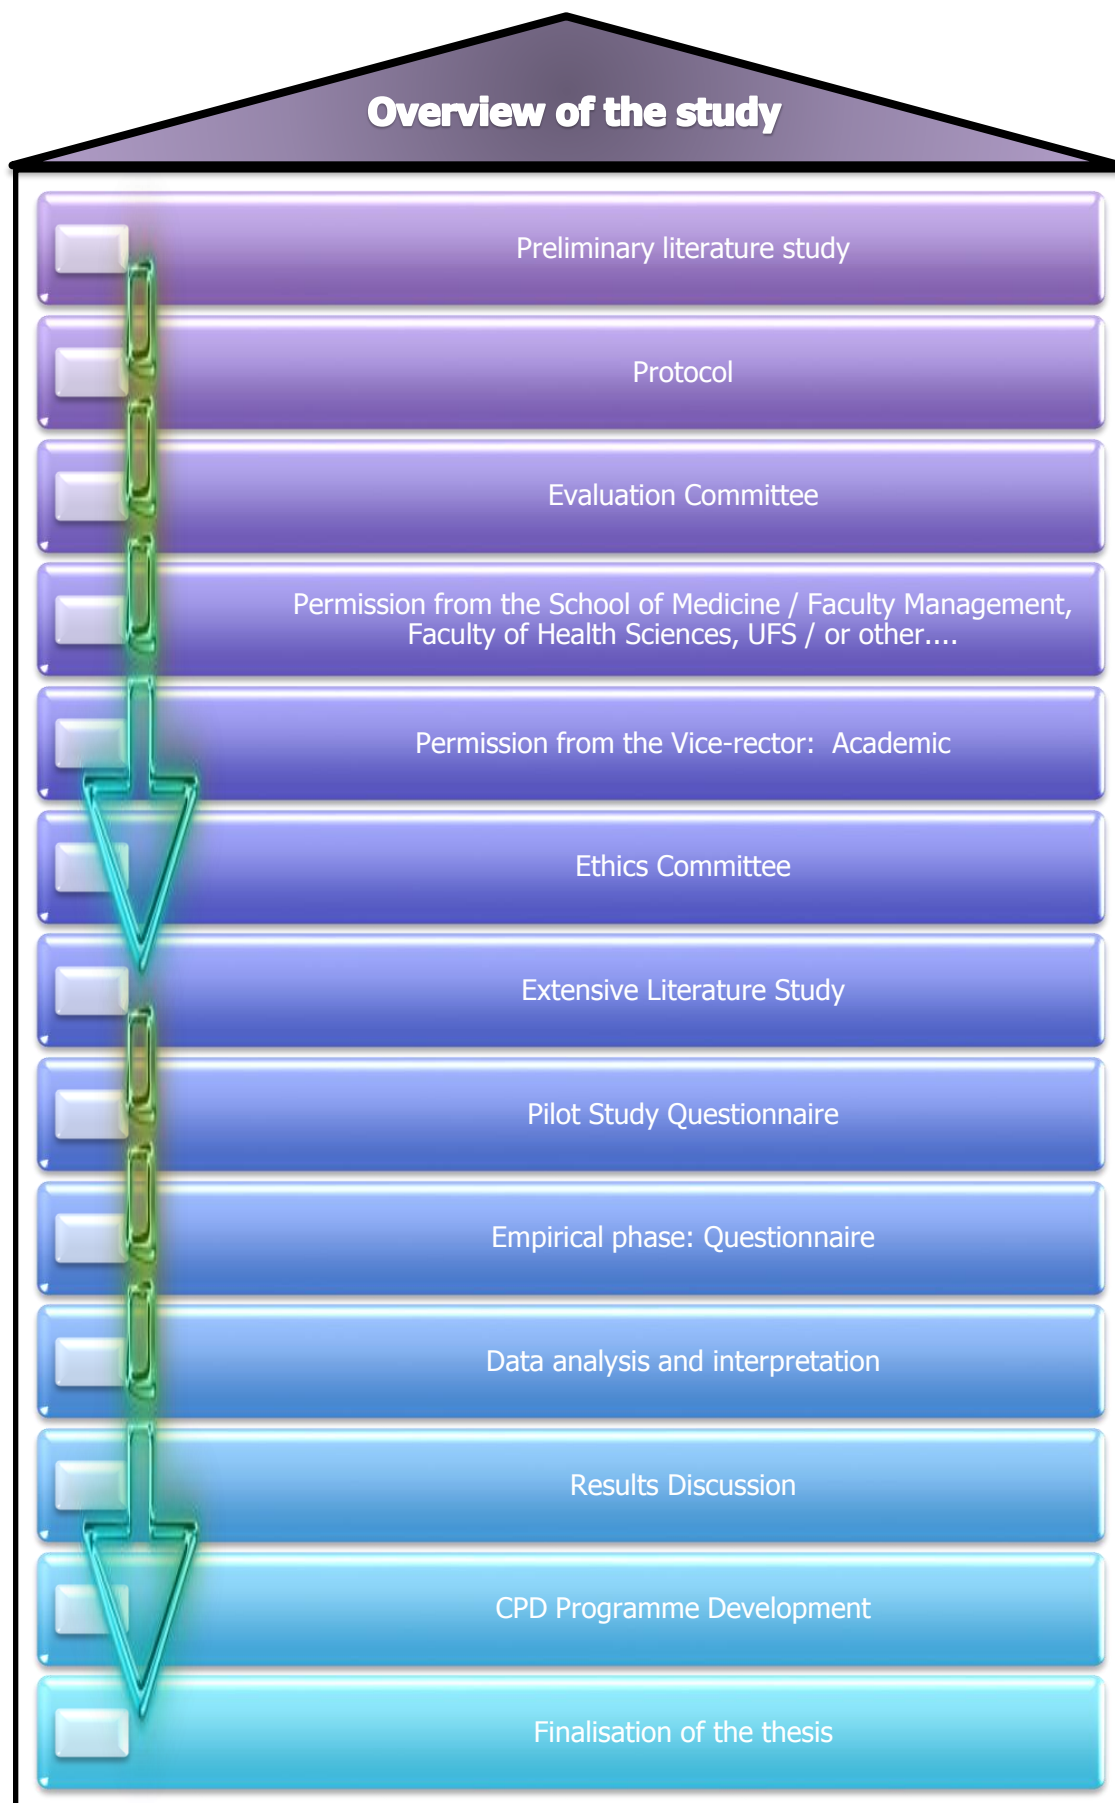 Overview of the study
Preliminary literature study
Protocol
Evaluation Committee
Permission from the School of Medicine / Faculty Management,
Faculty of Health Sciences, UFS / or other....
Permission from the Vice-rector:  Academic
Ethics Committee
Extensive Literature Study
Pilot Study Questionnaire
Empirical phase: Questionnaire
Data analysis and interpretation
Results Discussion
CPD Programme Development
Finalisation of the thesis